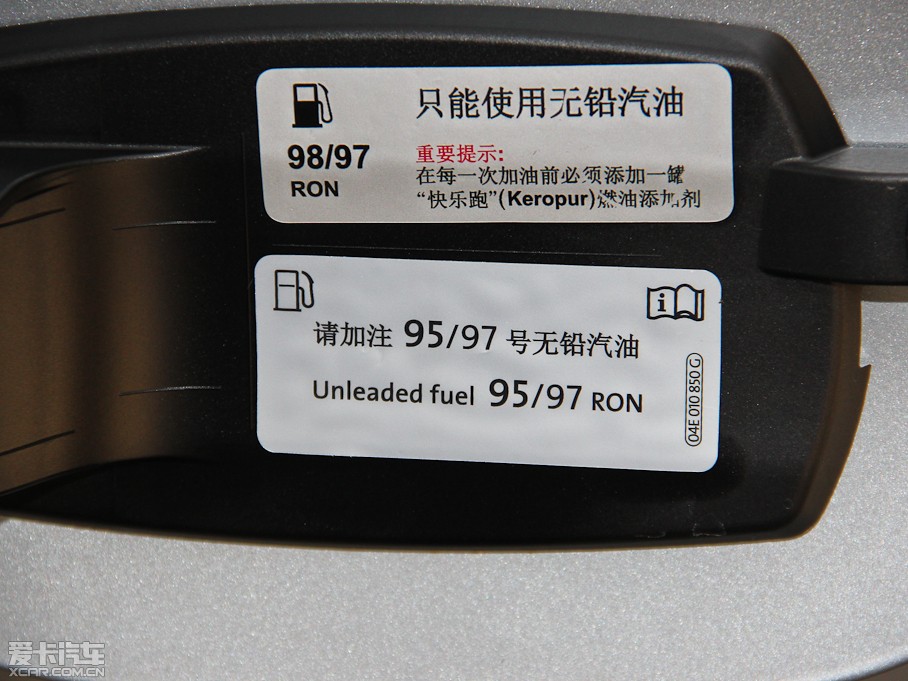 只能使用无铅汽油
98/97
RON
重要提示:
在每一次加油前必须添加一罐
“快乐跑”(Keropur)燃油添加剂
请加注 95/97 号无铅汽油
Unleaded fuel 95/97 RON
04E 010 850 G
爱卡汽车
XCAR.COM.CN